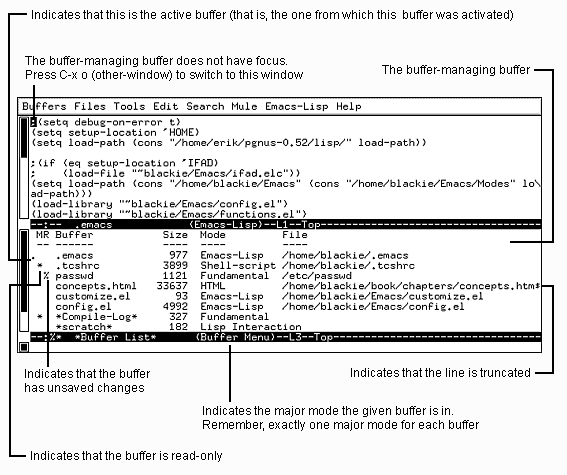 Indicates that this is the active buffer (that is, the one from which this buffer was activated)
The buffer-managing buffer does not have focus.
Press C-x o (other-window) to switch to this window
The buffer-managing buffer
Buffers Files Tools Edit Search Mule Emacs-Lisp Help
;(setq debug-on-error t)
(setq setup-location 'HOME)
(setq load-path (cons "/home/erik/pgnus-0.52/lisp/" load-path))
;(if (eq setup-location 'IFAD)
;    (load-file "~blackie/Emacs/ifad.elc"))
(setq load-path (cons "/home/blackie/Emacs" (cons "/home/blackie/Emacs/Modes" lo\
ad-path)))
(load-library "~blackie/Emacs/config.el")
(load-library "~blackie/Emacs/functions.el")
--:-- .emacs (Emacs-Lisp)--L1--Top--------------------------------
MR Buffer Size Mode File
-- ------ ---- ---- ----
. .emacs 977 Emacs-Lisp /home/blackie/.emacs
* .tcshrc 3899 Shell-script /home/blackie/.tcshrc
% passwd 1121 Fundamental /etc/passwd
concepts.html 33637 HTML /home/blackie/book/chapters/concepts.htm$
customize.el 93 Emacs-Lisp /home/blackie/Emacs/customize.el
config.el 4992 Emacs-Lisp /home/blackie/Emacs/config.el
* *Compile-Log* 327 Fundamental
*scratch* 182 Lisp Interaction
--:%* *Buffer List* (Buffer Menu)--L3--Top--------------------------------
Indicates that the buffer
has unsaved changes
Indicates that the line is truncated
Indicates the major mode the given buffer is in.
Remember, exactly one major mode for each buffer
Indicates that the buffer is read-only